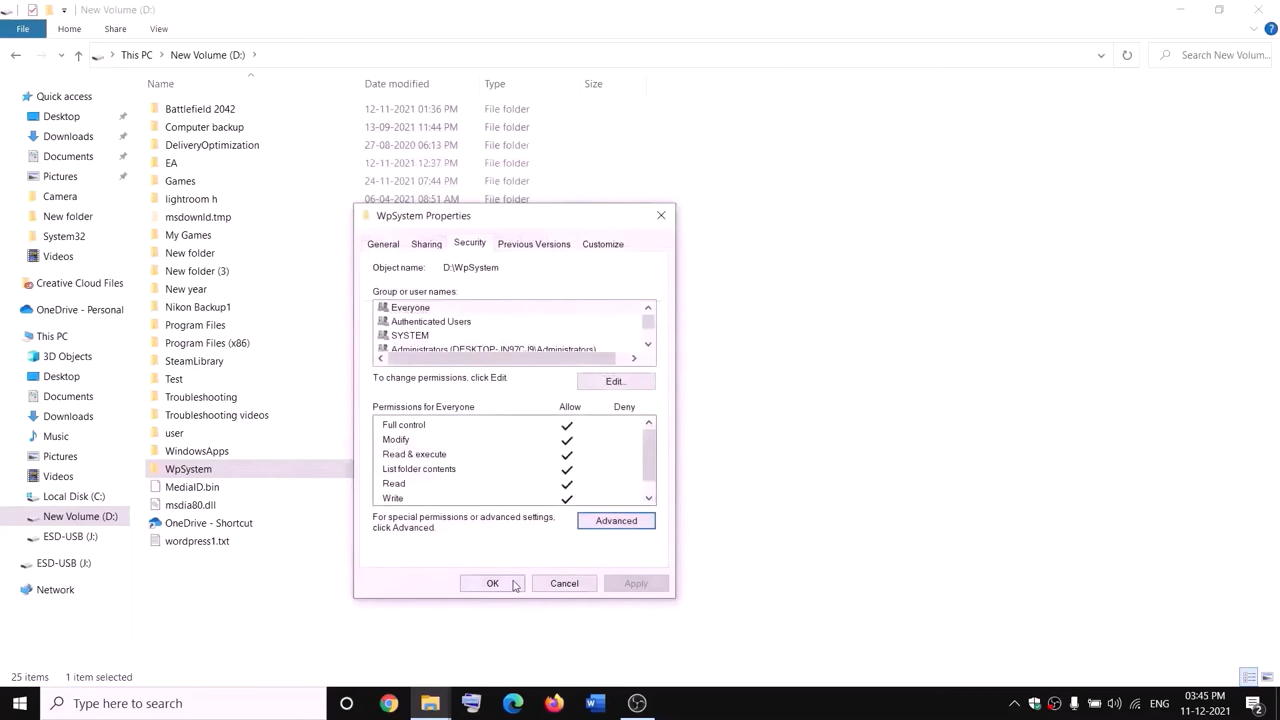 New Volume (D:)
File Home Share View
This PC New Volume (D:) Search New Volum...
Name Date modified Type Size
Quick access
Desktop
Downloads
Documents
Pictures
Camera
New folder
System32
Videos
Creative Cloud Files
OneDrive - Personal
This PC
3D Objects
Desktop
Documents
Downloads
Music
Pictures
Videos
Local Disk (C:)
New Volume (D:)
ESD-USB (J:)
ESD-USB (J:)
Network
Battlefield 2042 12-11-2021 01:36 PM File folder
Computer backup 13-09-2021 11:44 PM File folder
DeliveryOptimization 27-08-2020 06:13 PM File folder
EA 12-11-2021 12:37 PM File folder
Games 24-11-2021 07:44 PM File folder
lightroom h 06-04-2021 08:51 AM File folder
msdownld.tmp
My Games
New folder
New folder (3)
New year
Nikon Backup1
Program Files
Program Files (x86)
SteamLibrary
Test
Troubleshooting
Troubleshooting videos
user
WindowsApps
WpSystem
MediaID.bin
msdia80.dll
OneDrive - Shortcut
wordpress1.txt
WpSystem Properties
General Sharing Security Previous Versions Customize
Object name: D:\WpSystem
Group or user names:
Everyone
Authenticated Users
SYSTEM
Administrators (DESKTOP-IN97CJ9\Administrators)
To change permissions, click Edit. Edit...
Permissions for Everyone Allow Deny
Full control
Modify
Read & execute
List folder contents
Read
Write
For special permissions or advanced settings,
click Advanced. Advanced
OK Cancel Apply
25 items 1 item selected
Type here to search
ENG
03:45 PM
11-12-2021
2